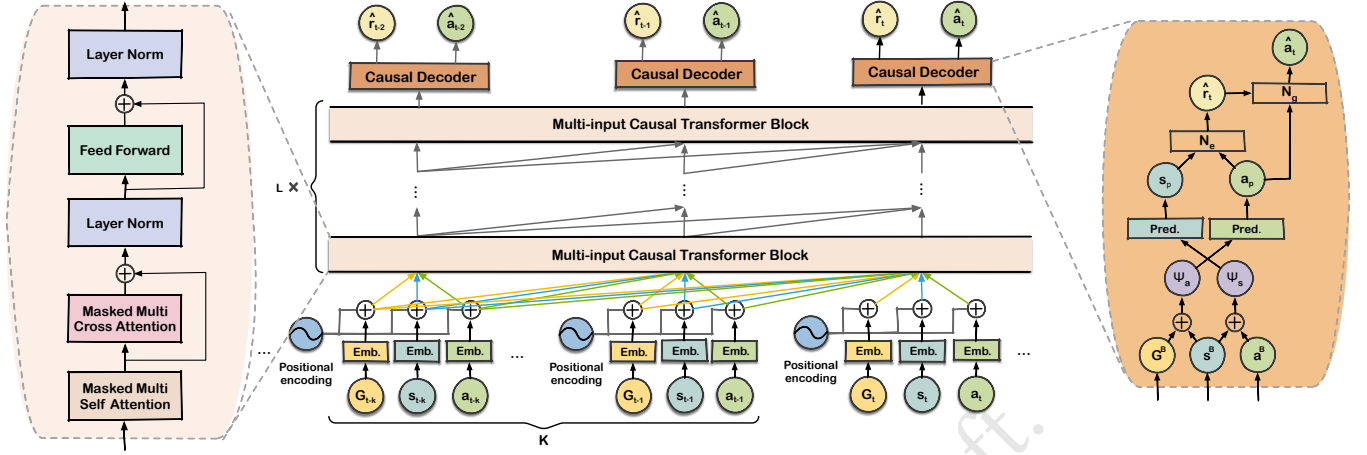 Layer Norm
Feed Forward
Layer Norm
Masked Multi
Cross Attention
Masked Multi
Self Attention
r̂t-2
ât-2
r̂t-1
ât-1
r̂t
ât
Causal Decoder
Causal Decoder
Causal Decoder
Multi-input Causal Transformer Block
L ×
...
...
...
Multi-input Causal Transformer Block
...
Positional
encoding
Emb.
Emb.
Emb.
...
Positional
encoding
Emb.
Emb.
Emb.
Positional
encoding
Emb.
Emb.
Emb.
...
Gt-k
st-k
at-k
Gt-1
st-1
at-1
Gt
st
at
K
ât
r̂t
Ng
Ne
sp
ap
Pred.
Pred.
Ψa
Ψs
Gᴮ
sᴮ
aᴮ
ft.